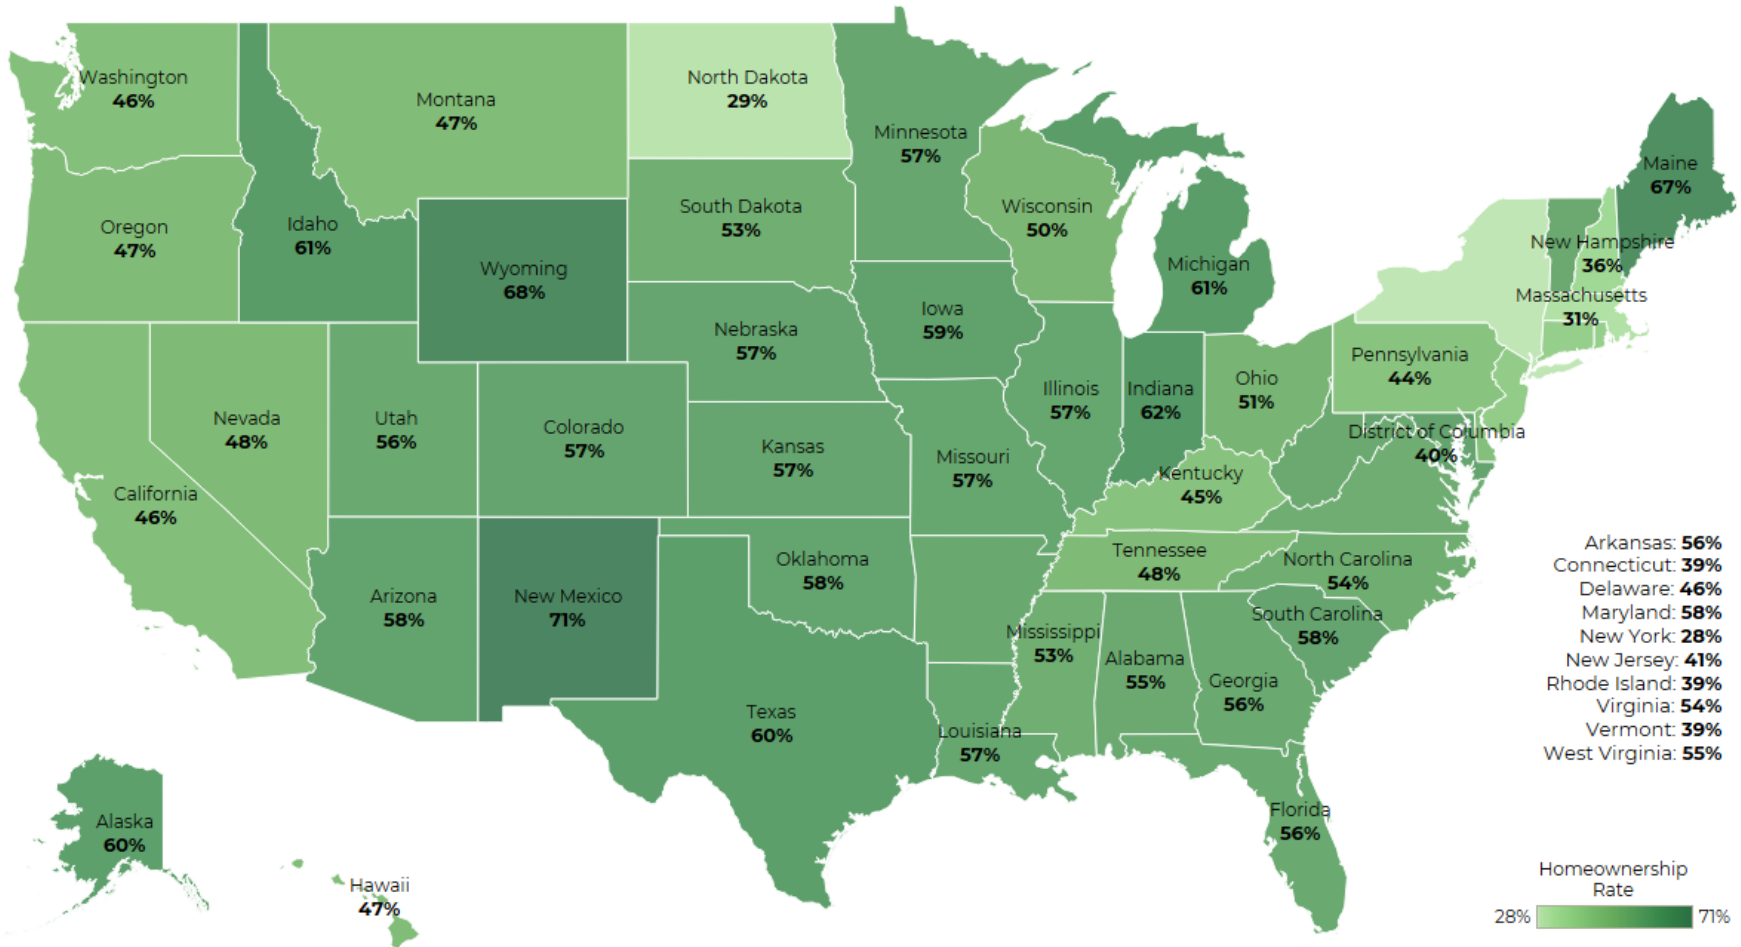 Washington
46%
Montana
47%
North Dakota
29%
Minnesota
57%
Oregon
47%
Idaho
61%
Wyoming
68%
South Dakota
53%
Wisconsin
50%
Michigan
61%
Maine
67%
New Hampshire
36%
Massachusetts
31%
Nebraska
57%
Iowa
59%
Pennsylvania
44%
Nevada
48%
Utah
56%
Colorado
57%
Kansas
57%
Missouri
57%
Illinois
57%
Indiana
62%
Ohio
51%
District of Columbia
40%
California
46%
Kentucky
45%
Arizona
58%
New Mexico
71%
Oklahoma
58%
Tennessee
48%
North Carolina
54%
South Carolina
58%
Mississippi
53%
Alabama
55%
Georgia
56%
Texas
60%
Louisiana
57%
Florida
56%
Alaska
60%
Hawaii
47%
Arkansas: 56%
Connecticut: 39%
Delaware: 46%
Maryland: 58%
New York: 28%
New Jersey: 41%
Rhode Island: 39%
Virginia: 54%
Vermont: 39%
West Virginia: 55%
Homeownership
Rate
28% 71%